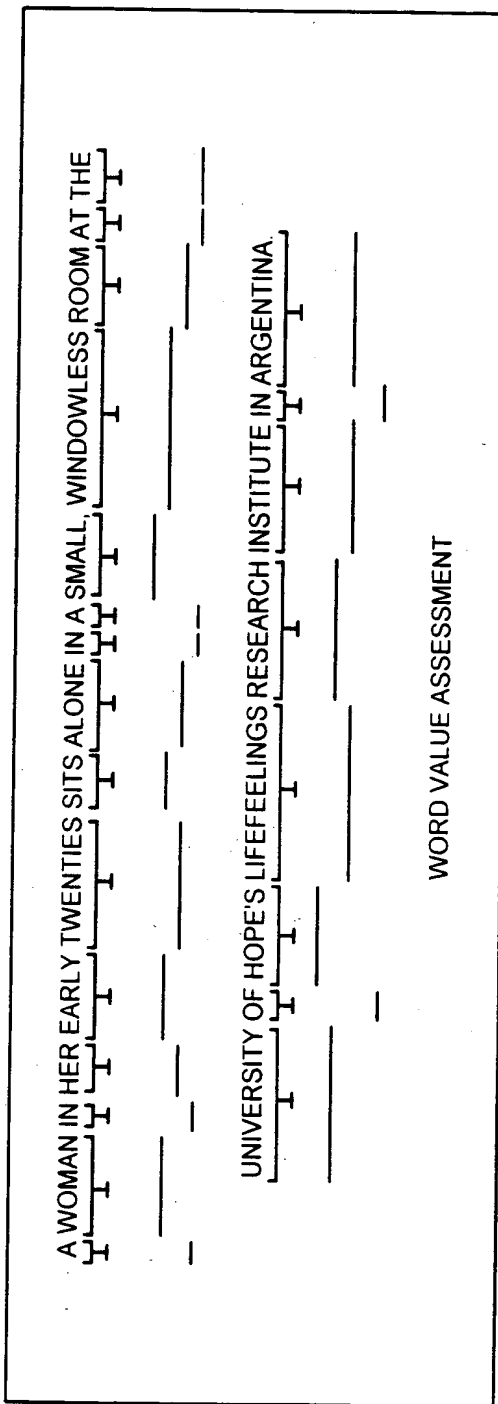 A WOMAN IN HER EARLY TWENTIES SITS ALONE IN A SMALL, WINDOWLESS ROOM AT THE
UNIVERSITY OF HOPE'S LIFEFEELINGS RESEARCH INSTITUTE IN ARGENTINA.
WORD VALUE ASSESSMENT